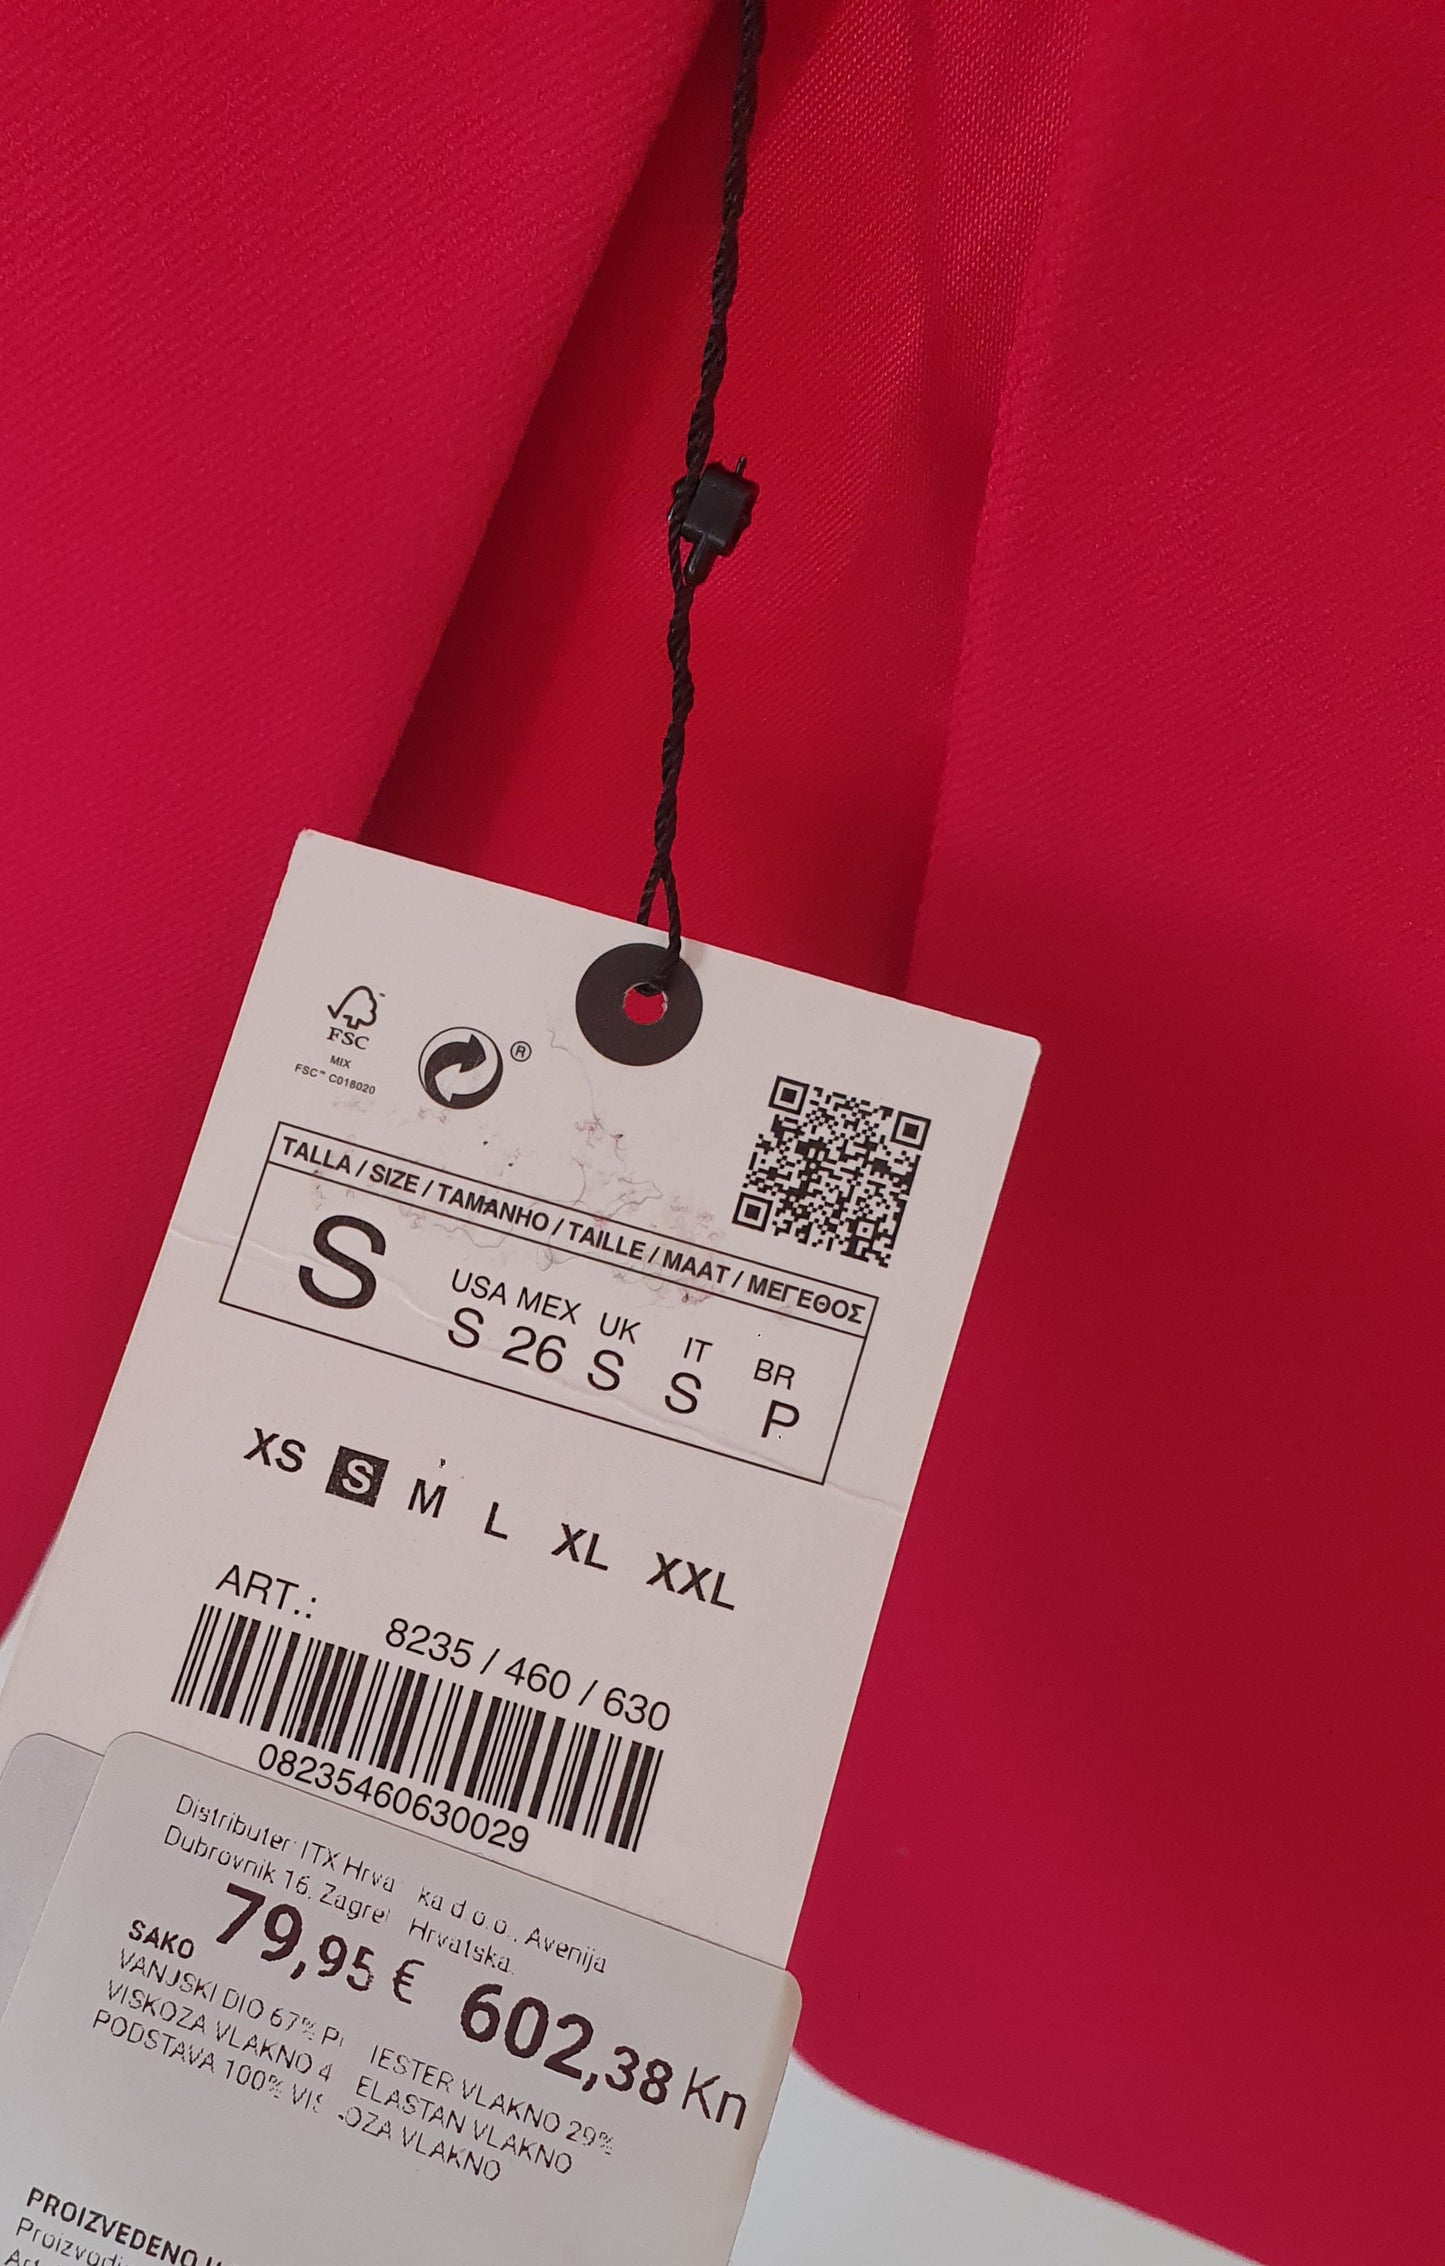 FSC
MIX
FSC™ C018020
®
TALLA / SIZE / TAMANHO / TAILLE / MAAT / ΜΕΓΕΘΟΣ
S
USA MEX UK IT BR
S 26 S S P
XS S M L XL XXL
ART.: 8235 / 460 / 630
08235460630029
Distributer ITX Hrva ka d.o.o., Avenija
Dubrovnik 16, Zagre Hrvatska.
79,95 € 602,38 Kn
SAKO
VANJSKI DIO 67% P IESTER VLAKNO 29%
VISKOZA VLAKNO 4 ELASTAN VLAKNO
PODSTAVA 100% VIS OZA VLAKNO
PROIZVEDENO